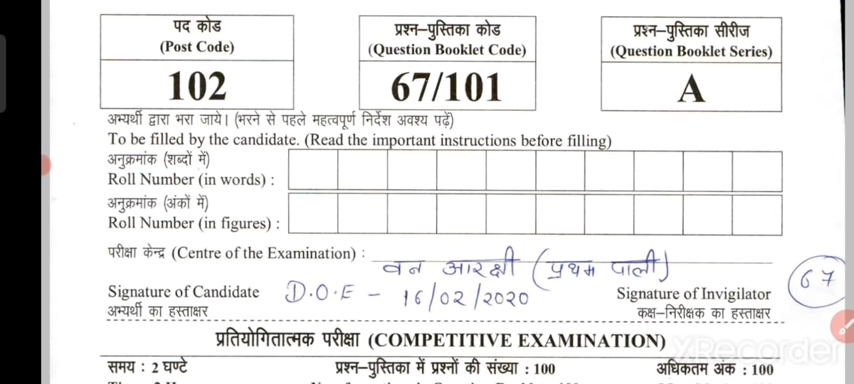 पद कोड
(Post Code)
102
प्रश्न–पुस्तिका कोड
(Question Booklet Code)
67/101
प्रश्न–पुस्तिका सीरीज
(Question Booklet Series)
A
अभ्यर्थी द्वारा भरा जाये। (भरने से पहले महत्वपूर्ण निर्देश अवश्य पढ़ें)
To be filled by the candidate. (Read the important instructions before filling)
अनुक्रमांक (शब्दों में)
Roll Number (in words) :
अनुक्रमांक (अंकों में)
Roll Number (in figures) :
परीक्षा केन्द्र (Centre of the Examination) : वन आरक्षी (प्रथम पाली)
Signature of Candidate D.O.E – 16/02/2020 Signature of Invigilator 67
अभ्यर्थी का हस्ताक्षर कक्ष–निरीक्षक का हस्ताक्षर
प्रतियोगितात्मक परीक्षा (COMPETITIVE EXAMINATION)
XRecorder
समय : 2 घण्टे प्रश्न–पुस्तिका में प्रश्नों की संख्या : 100 अधिकतम अंक : 100